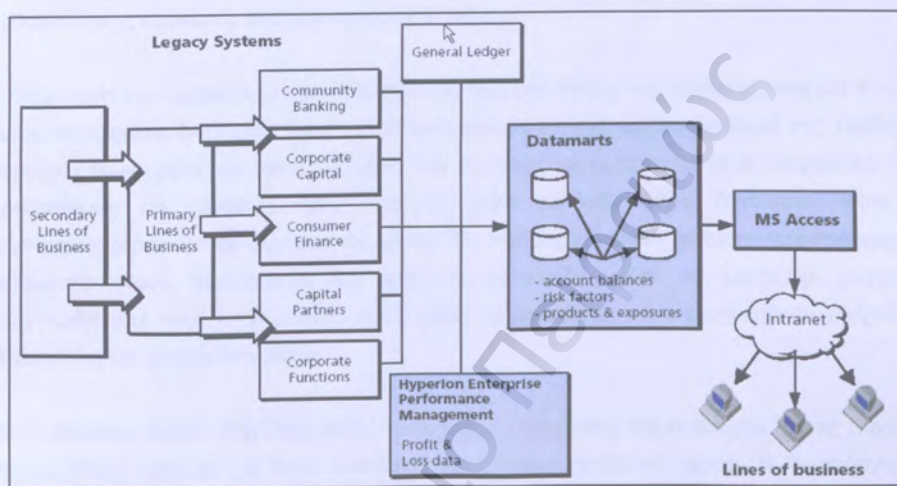 Legacy Systems
General Ledger
Community
Banking
Corporate
Capital
Secondary
Lines of
Business
Primary
Lines of
Business
Consumer
Finance
Capital
Partners
Corporate
Functions
Hyperion Enterprise
Performance
Management
Profit &
Loss data
Datamarts
- account balances
- risk factors
- products & exposures
MS Access
Intranet
Lines of business